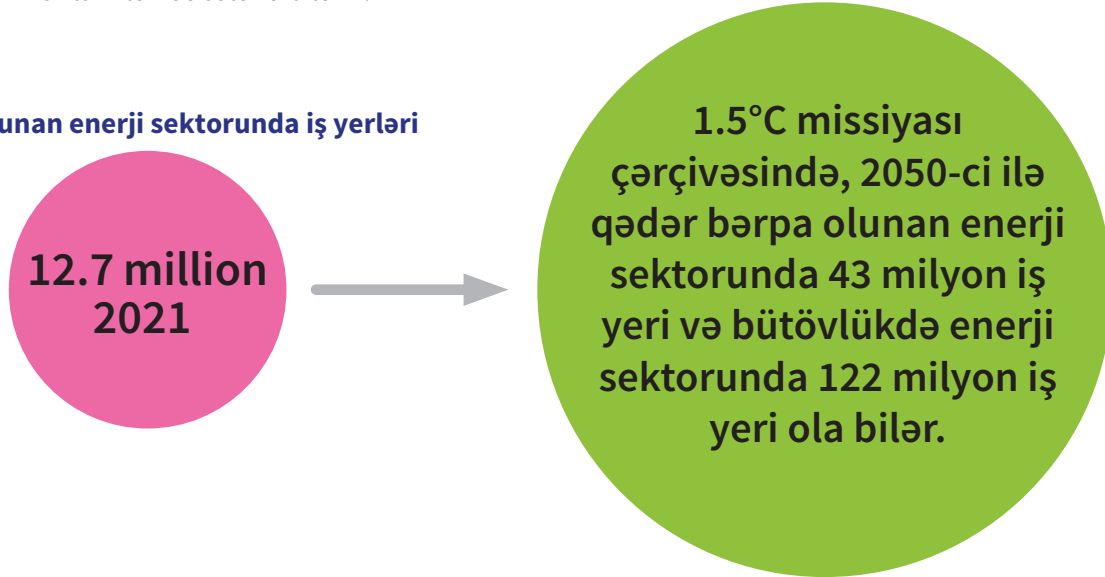 unan enerji sektorunda iş yerləri
12.7 million
2021
1.5°C missiyası
çərçivəsində, 2050-ci ilə
qədər bərpa olunan enerji
sektorunda 43 milyon iş
yeri və bütövlükdə enerji
sektorunda 122 milyon iş
yeri ola bilər.